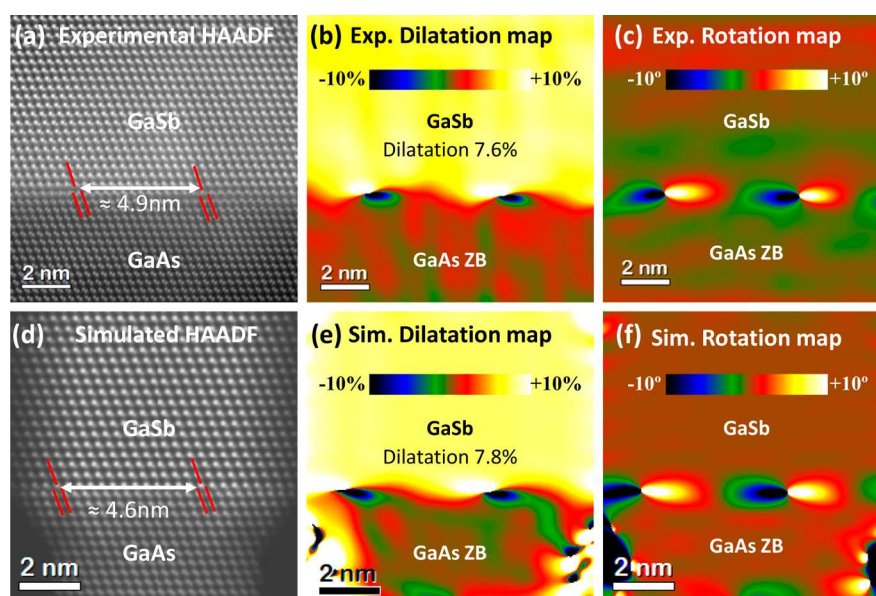 (a) Experimental HAADF
GaSb
≈ 4.9nm
GaAs
2 nm
(b) Exp. Dilatation map
-10% +10%
GaSb
Dilatation 7.6%
GaAs ZB
2 nm
(c) Exp. Rotation map
-10º +10º
GaSb
GaAs ZB
2 nm
(d) Simulated HAADF
GaSb
≈ 4.6nm
GaAs
2 nm
(e) Sim. Dilatation map
-10% +10%
GaSb
Dilatation 7.8%
GaAs ZB
2 nm
(f) Sim. Rotation map
-10º +10º
GaSb
GaAs ZB
2 nm